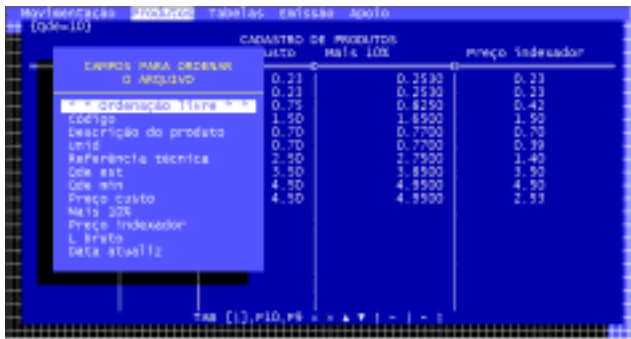 Movimentação Produtos Tabelas Emissão Apoio
[Qde=10]
CADASTRO DE PRODUTOS
usto Mais 10% Preço indexador
CAMPOS PARA ORDENAR
O ARQUIVO
* * Ordenação livre * *
Código
Descrição do produto
Unid
Referência técnica
Qde est
Qde min
Preço custo
Mais 10%
Preço indexador
L bruto
Data atualiz
0.23 0.2530 0.23
0.23 0.2530 0.23
0.75 0.8250 0.42
1.50 1.6500 1.50
0.70 0.7700 0.70
0.70 0.7700 0.39
2.50 2.7500 1.40
3.50 3.8500 3.50
4.50 4.9500 4.50
4.50 4.9500 2.53
TAB [],F10,F9